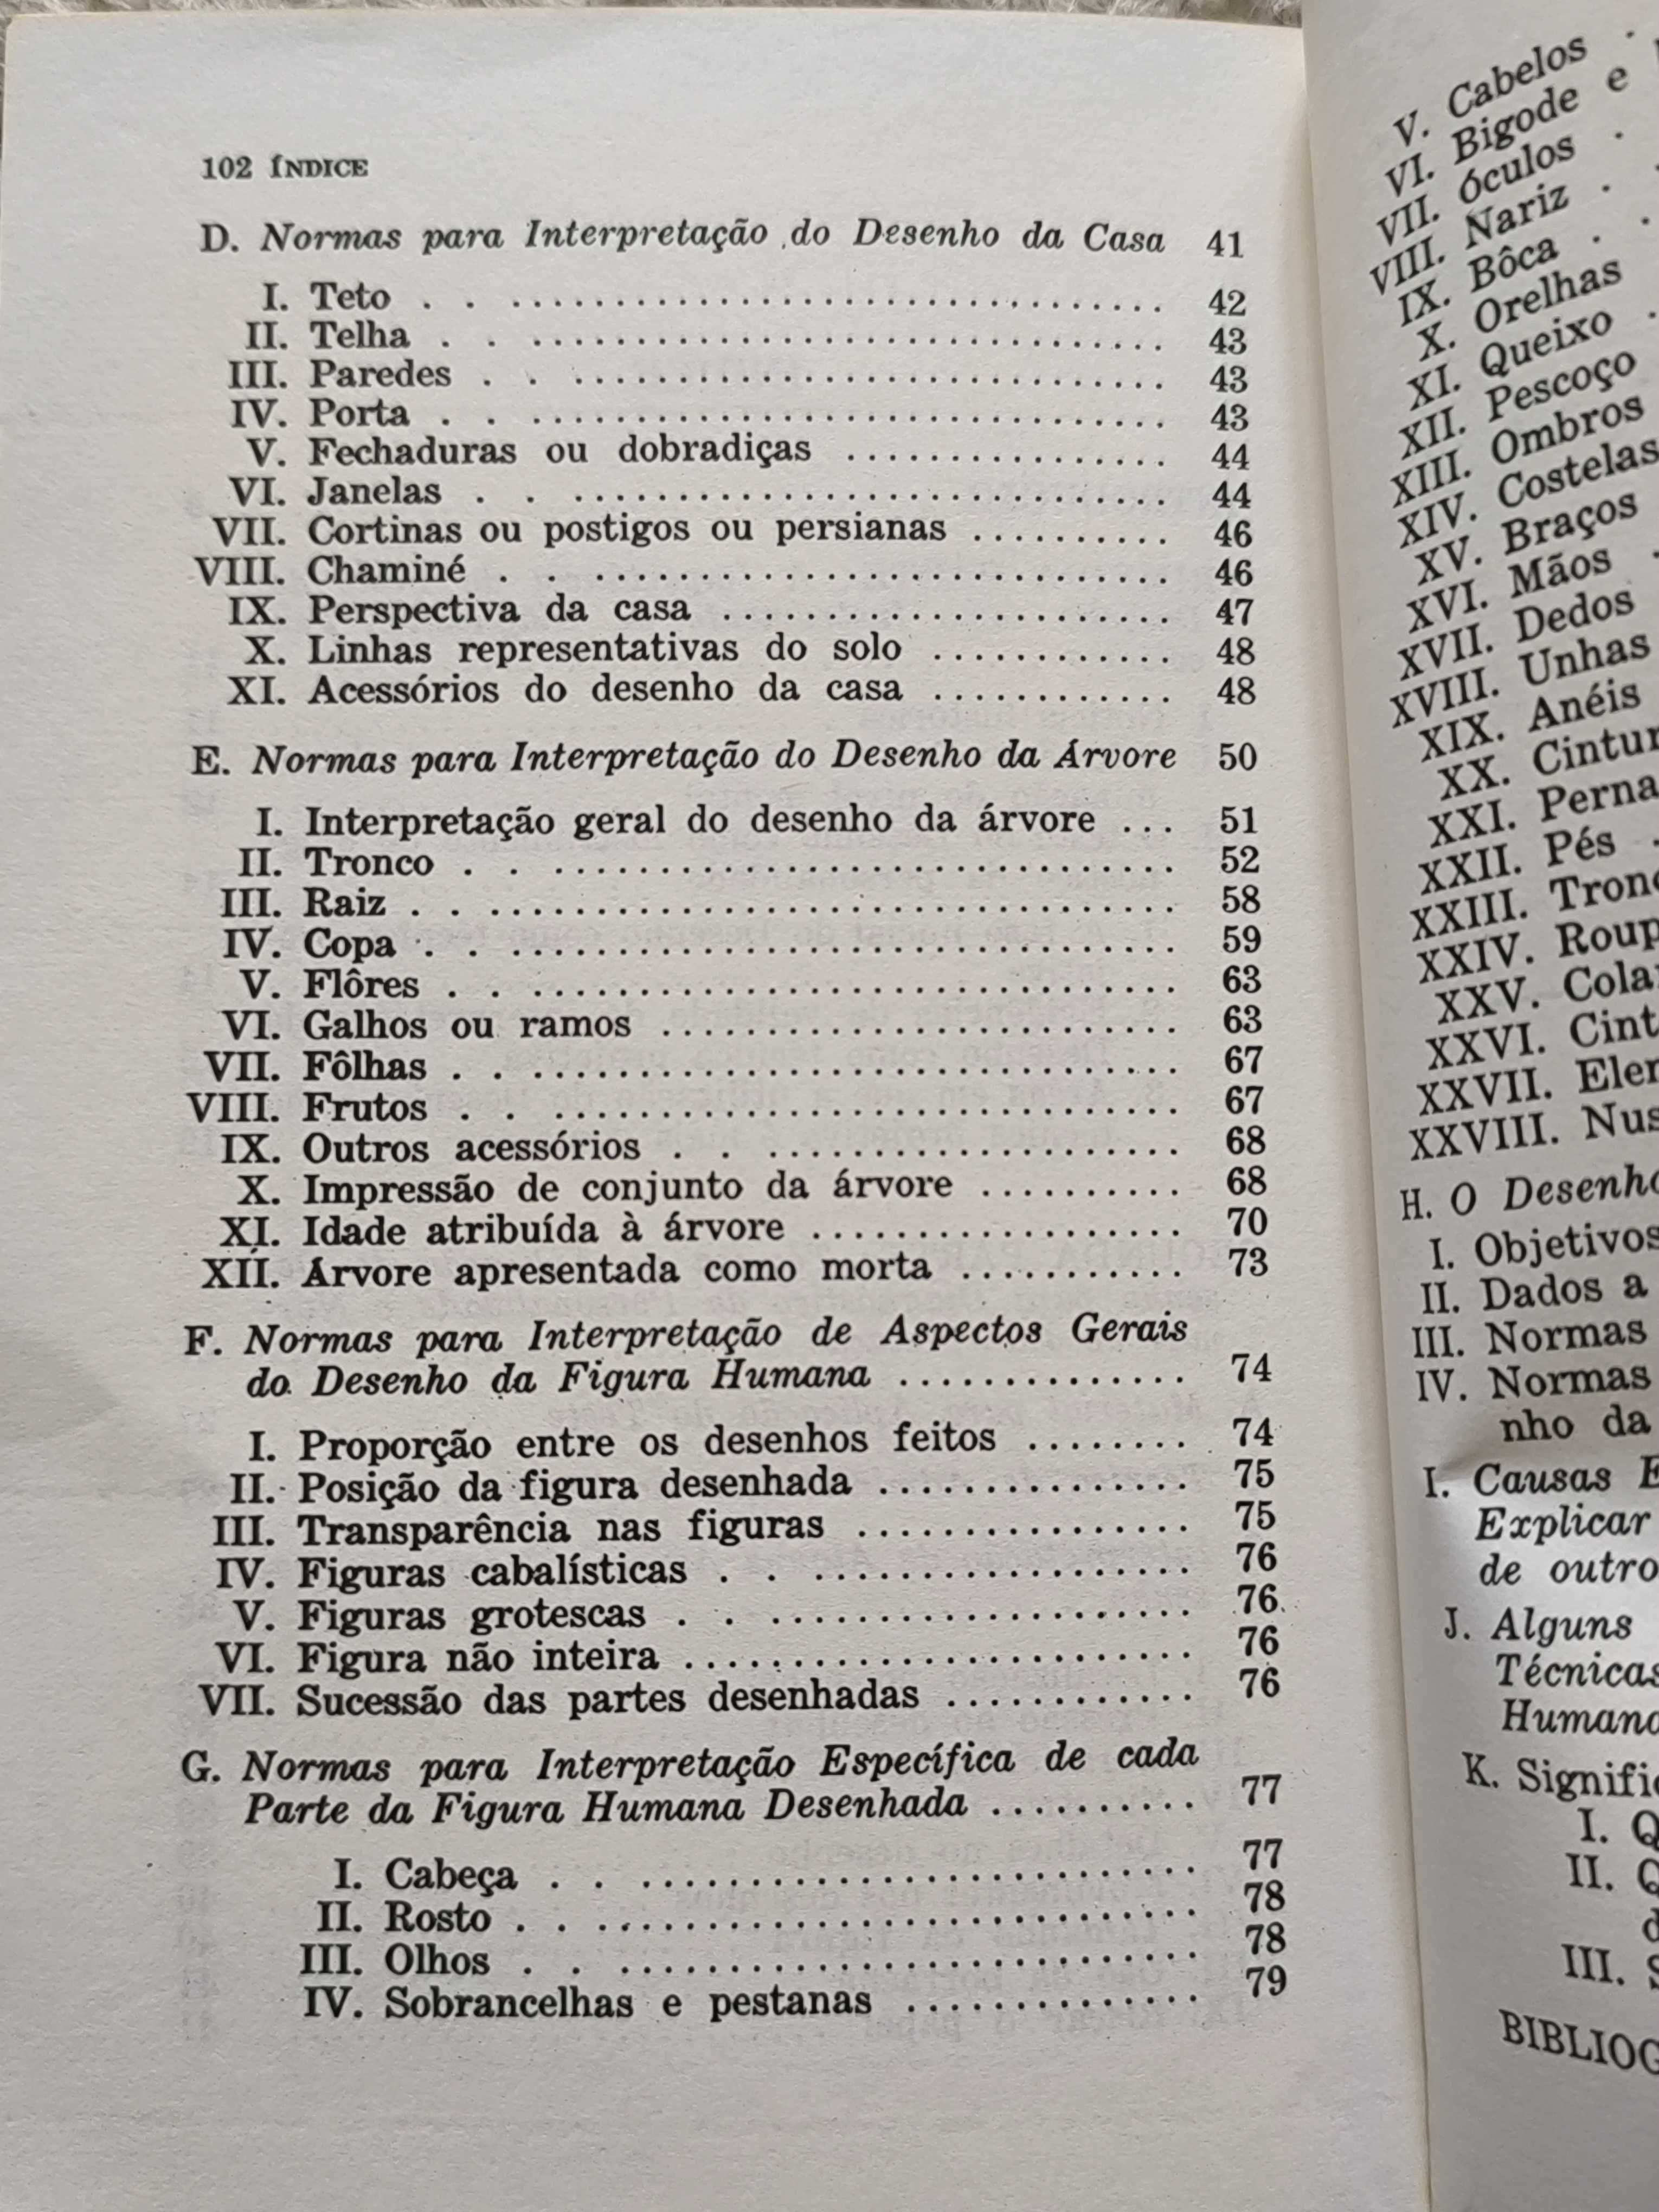 102 ÍNDICE
D. Normas para Interpretação do Desenho da Casa 41
I. Teto . . ............................... 42
II. Telha . . .............................. 43
III. Paredes . . ............................ 43
IV. Porta . . .............................. 43
V. Fechaduras ou dobradiças ................ 44
VI. Janelas . . ............................ 44
VII. Cortinas ou postigos ou persianas .......... 46
VIII. Chaminé . . ............................ 46
IX. Perspectiva da casa ...................... 47
X. Linhas representativas do solo ............ 48
XI. Acessórios do desenho da casa ............ 48
E. Normas para Interpretação do Desenho da Árvore 50
I. Interpretação geral do desenho da árvore ... 51
II. Tronco . . .............................. 52
III. Raiz . . ................................. 58
IV. Copa . . ................................ 59
V. Flôres . . ............................... 63
VI. Galhos ou ramos ......................... 63
VII. Fôlhas . . ............................... 67
VIII. Frutos . . ............................... 67
IX. Outros acessórios . . .................... 68
X. Impressão de conjunto da árvore .......... 68
XI. Idade atribuída à árvore .................. 70
XII. Árvore apresentada como morta ........... 73
F. Normas para Interpretação de Aspectos Gerais
do Desenho da Figura Humana .............. 74
I. Proporção entre os desenhos feitos ........ 74
II. Posição da figura desenhada ............... 75
III. Transparência nas figuras ................ 75
IV. Figuras cabalísticas . . .................. 76
V. Figuras grotescas . . .................... 76
VI. Figura não inteira ........................ 76
VII. Sucessão das partes desenhadas ............ 76
G. Normas para Interpretação Específica de cada
Parte da Figura Humana Desenhada .......... 77
I. Cabeça . . .......................... 77
II. Rosto . . ............................ 78
III. Olhos . . ........................... 78
IV. Sobrancelhas e pestanas .............. 79
V. Cabelos .
VI. Bigode e
VII. óculos .
VIII. Nariz .
IX. Bôca . .
X. Orelhas
XI. Queixo .
XII. Pescoço
XIII. Ombros
XIV. Costelas
XV. Braços
XVI. Mãos .
XVII. Dedos
XVIII. Unhas
XIX. Anéis
XX.
XXI.
XXII. Pés .
XXIII.
XXIV.
XXV.
XXVI.
XXVII.
XXVIII.
H. O
I. Objetivos
II. Dados a
III. Normas
IV. Normas
nho da
I. Causas
Explicar
de
J. Alguns
K.
I.
II.
III.